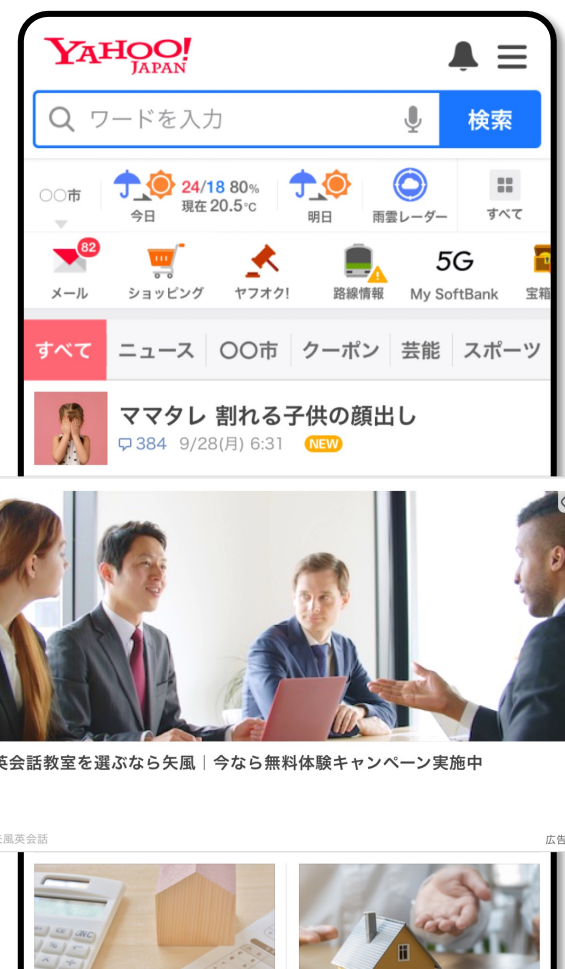 YAHOO!
JAPAN
ワードを入力
検索
〇〇市
24/18 80%
現在 20.5℃
今日
明日
雨雲レーダー
すべて
82
5G
メール
ショッピング
ヤフオク!
路線情報
My SoftBank
宝箱
すべて
ニュース
〇〇市
クーポン
芸能
スポーツ
ママタレ 割れる子供の顔出し
384 9/28(月) 6:31 NEW
英会話教室を選ぶなら矢風|今なら無料体験キャンペーン実施中
矢風英会話
広告